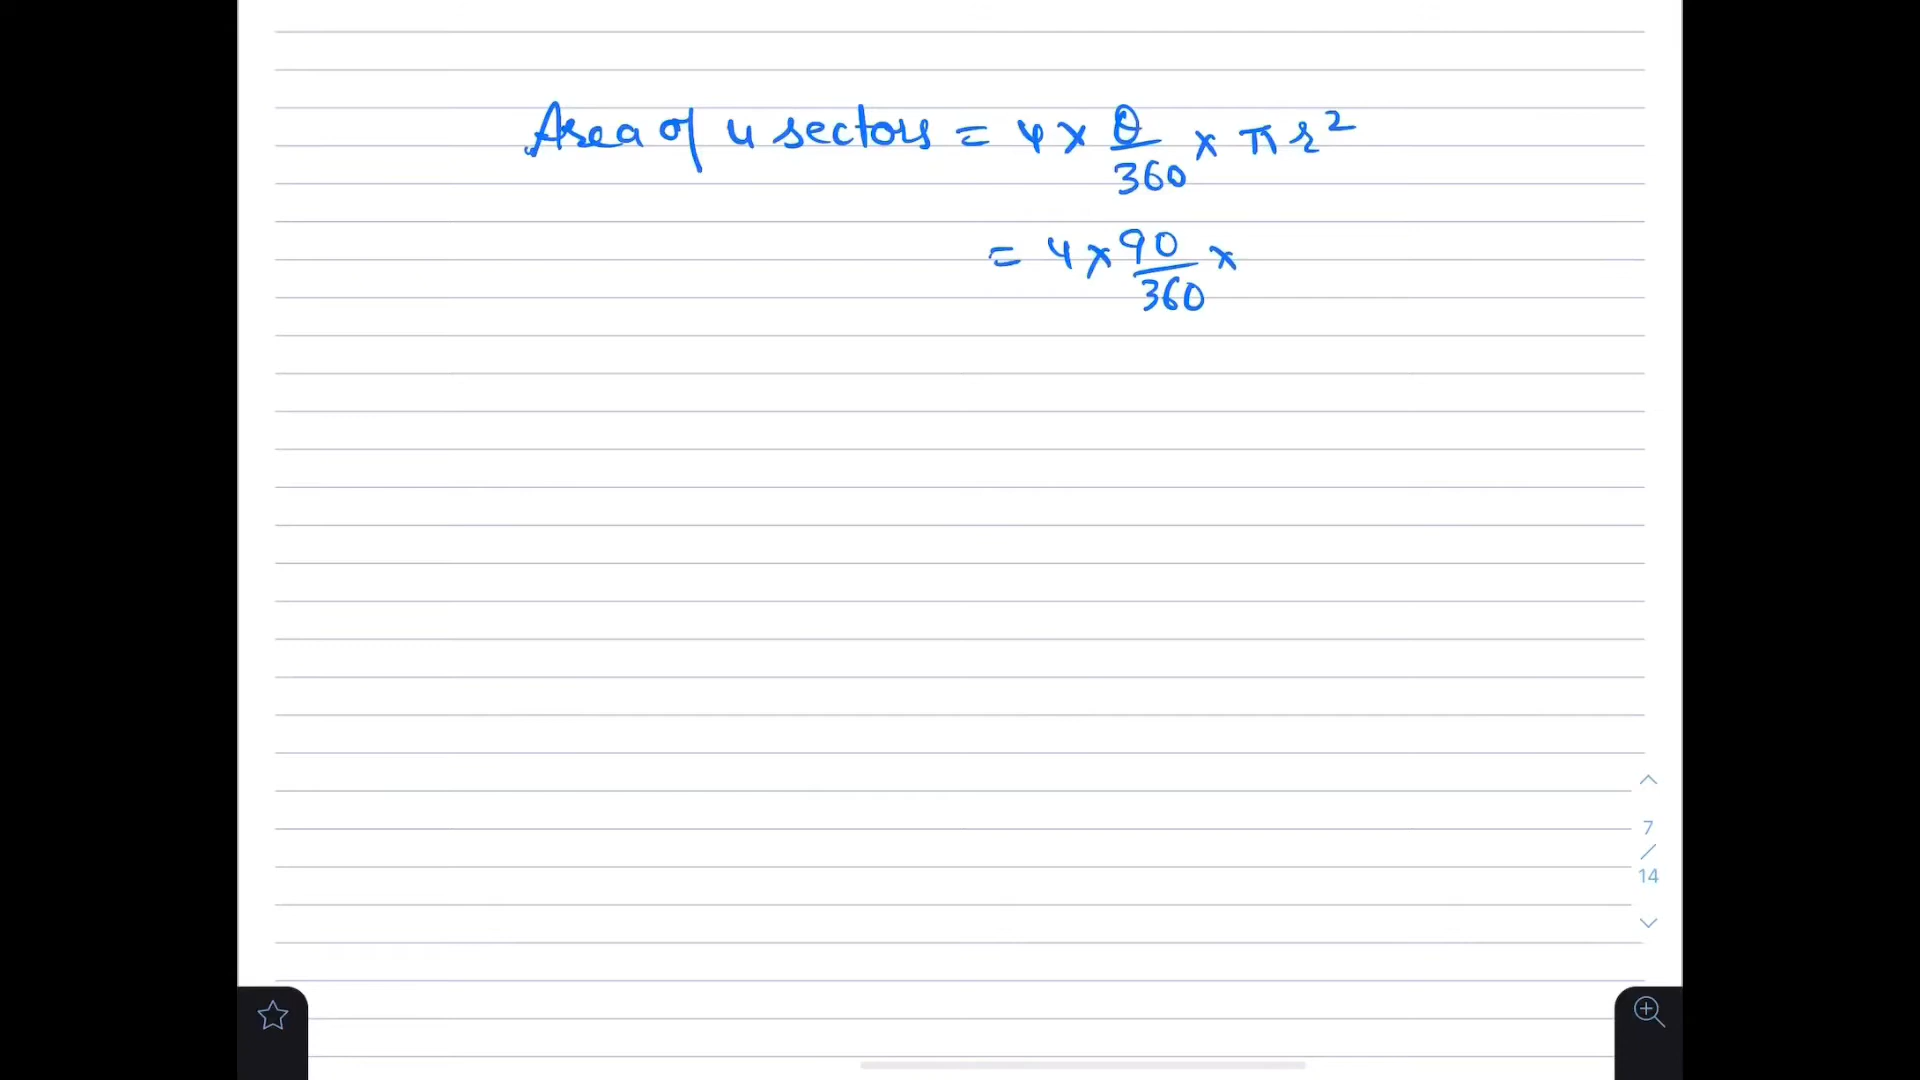 Area of 4 sectors = 4 × θ/360 × πr²
= 4 × 90/360 ×
7
/
14